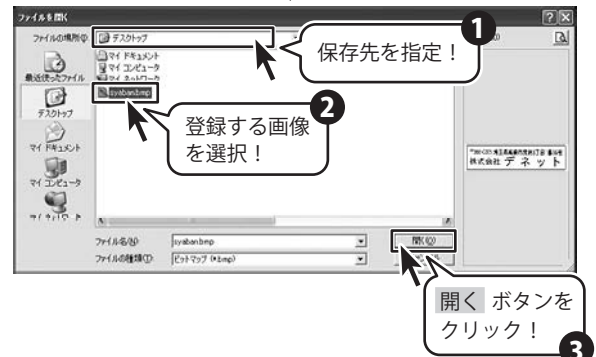 ファイルを開く
ファイルの場所(I):
デスクトップ
1
保存先を指定！
最近使ったファイル
マイ ドキュメント
マイ コンピュータ
マイ ネットワーク
syaban.bmp
デスクトップ
2
登録する画像
を選択！
マイ ドキュメント
マイ コンピュータ
株式会社 デネット
ファイル名(N):
syaban.bmp
開く(O)
ファイルの種類(T):
ビットマップ (*.bmp)
開く ボタンを
クリック！
3